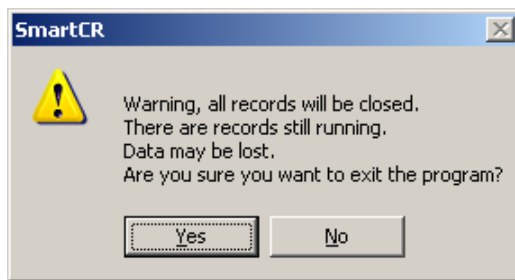 SmartCR
Warning, all records will be closed.
There are records still running.
Data may be lost.
Are you sure you want to exit the program?
Yes No